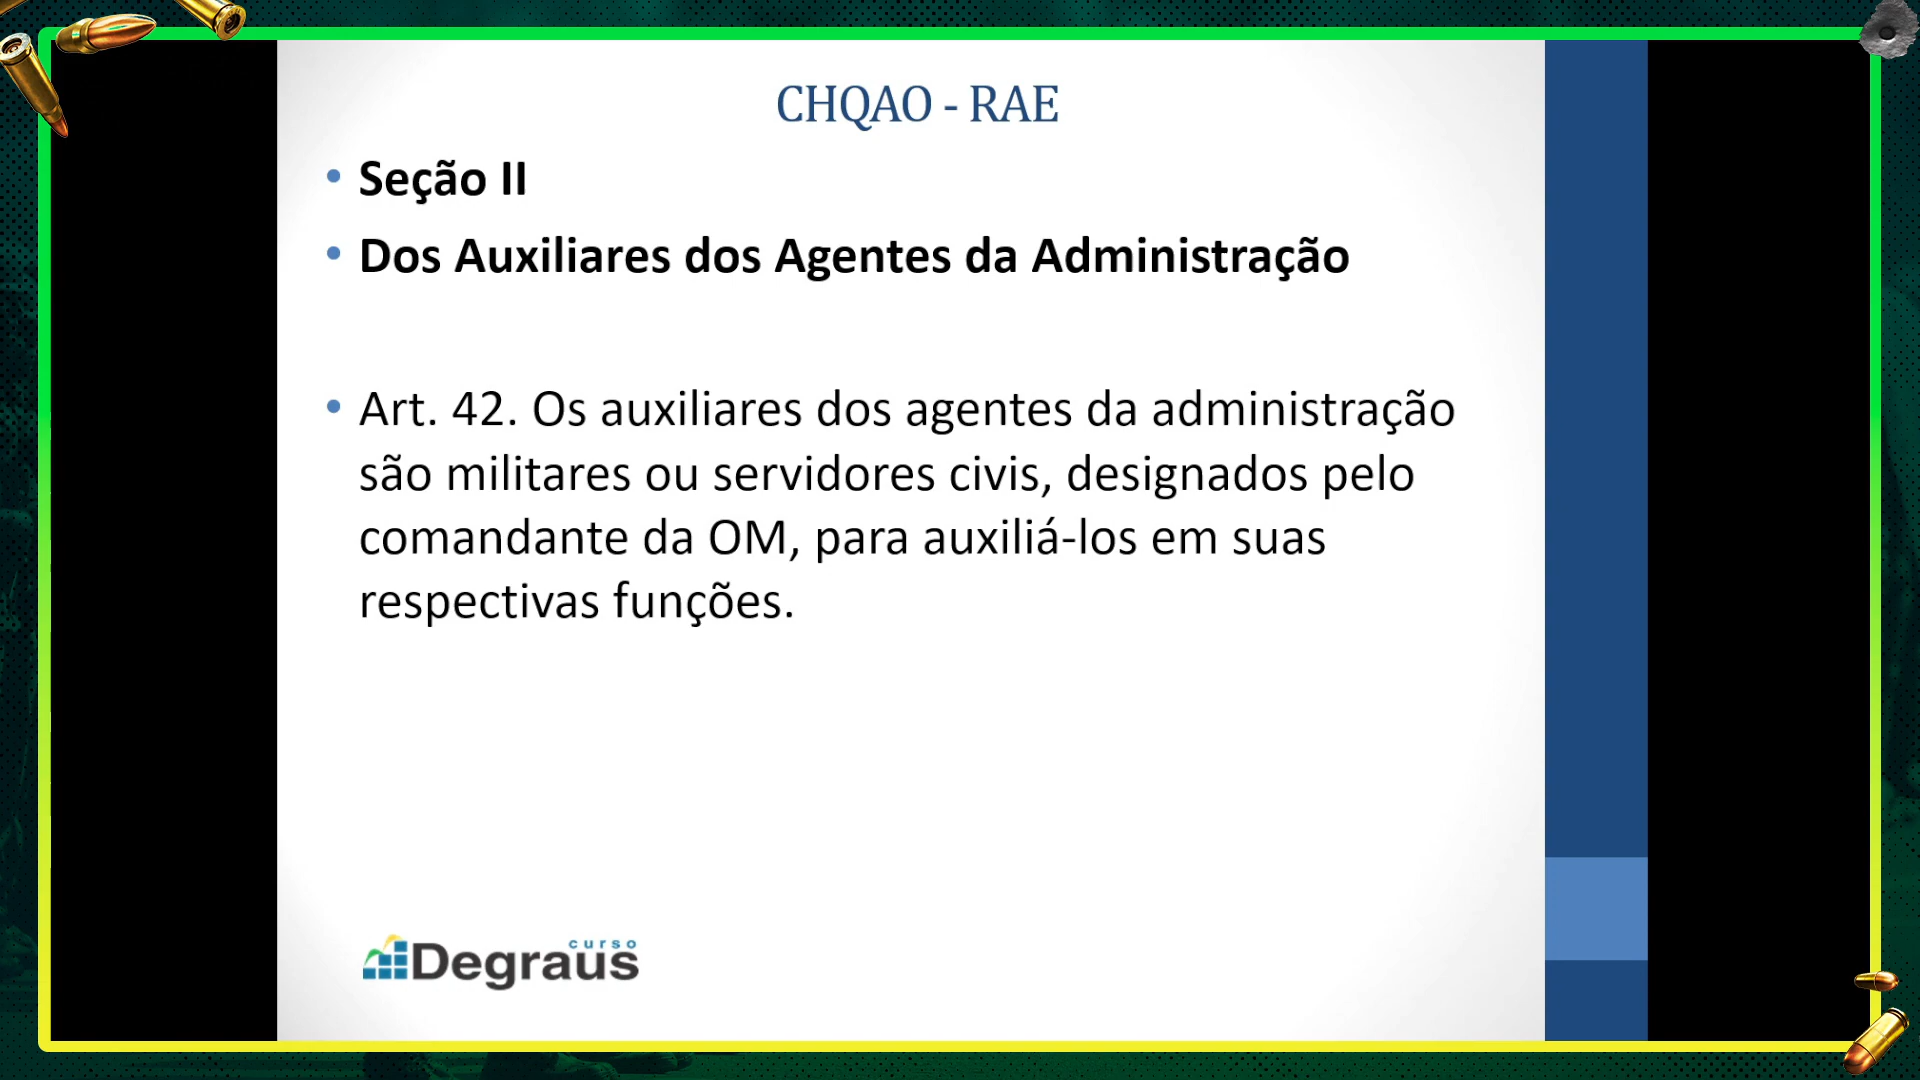 CHQAO - RAE
• Seção II
• Dos Auxiliares dos Agentes da Administração
• Art. 42. Os auxiliares dos agentes da administração
são militares ou servidores civis, designados pelo
comandante da OM, para auxiliá-los em suas
respectivas funções.
curso
Degraus